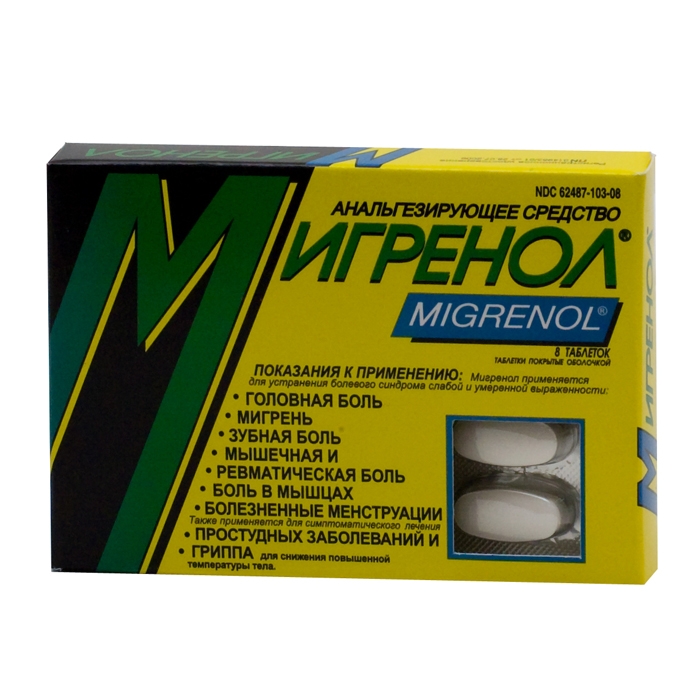 МИГРЕНОЛ
NDC 62487-103-08
АНАЛЬГЕЗИРУЮЩЕЕ СРЕДСТВО
МИГРЕНОЛ®
MIGRENOL®
8 ТАБЛЕТОК
ТАБЛЕТКИ ПОКРЫТЫЕ ОБОЛОЧКОЙ
ПОКАЗАНИЯ К ПРИМЕНЕНИЮ: Мигренол применяется
для устранения болевого синдрома слабой и умеренной выраженности:
• ГОЛОВНАЯ БОЛЬ
• МИГРЕНЬ
• ЗУБНАЯ БОЛЬ
• МЫШЕЧНАЯ И
• РЕВМАТИЧЕСКАЯ БОЛЬ
• БОЛЬ В МЫШЦАХ
• БОЛЕЗНЕННЫЕ МЕНСТРУАЦИИ
Также применяется для симптоматического лечения
• ПРОСТУДНЫХ ЗАБОЛЕВАНИЙ И
• ГРИППА для снижения повышенной
температуры тела.
МИГРЕНОЛ